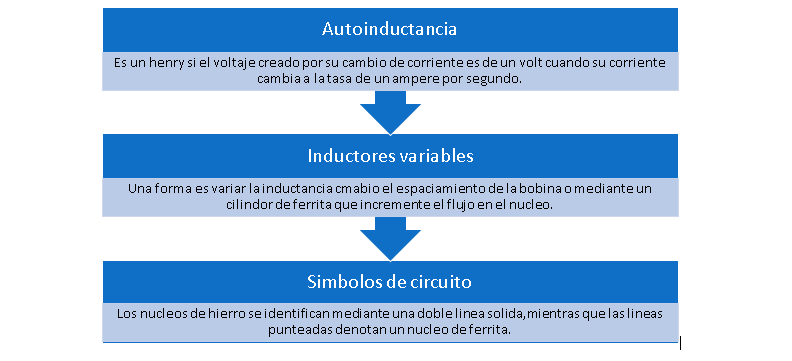 Autoinductancia
Es un henry si el voltaje creado por su cambio de corriente es de un volt cuando su corriente
cambia a la tasa de un ampere por segundo.
Inductores variables
Una forma es variar la inductancia cmabio el espaciamiento de la bobina o mediante un
cilindor de ferrita que incremente el flujo en el nucleo.
Simbolos de circuito
Los nucleos de hierro se identifican mediante una doble linea solida,mientras que las lineas
punteadas denotan un nucleo de ferrita.